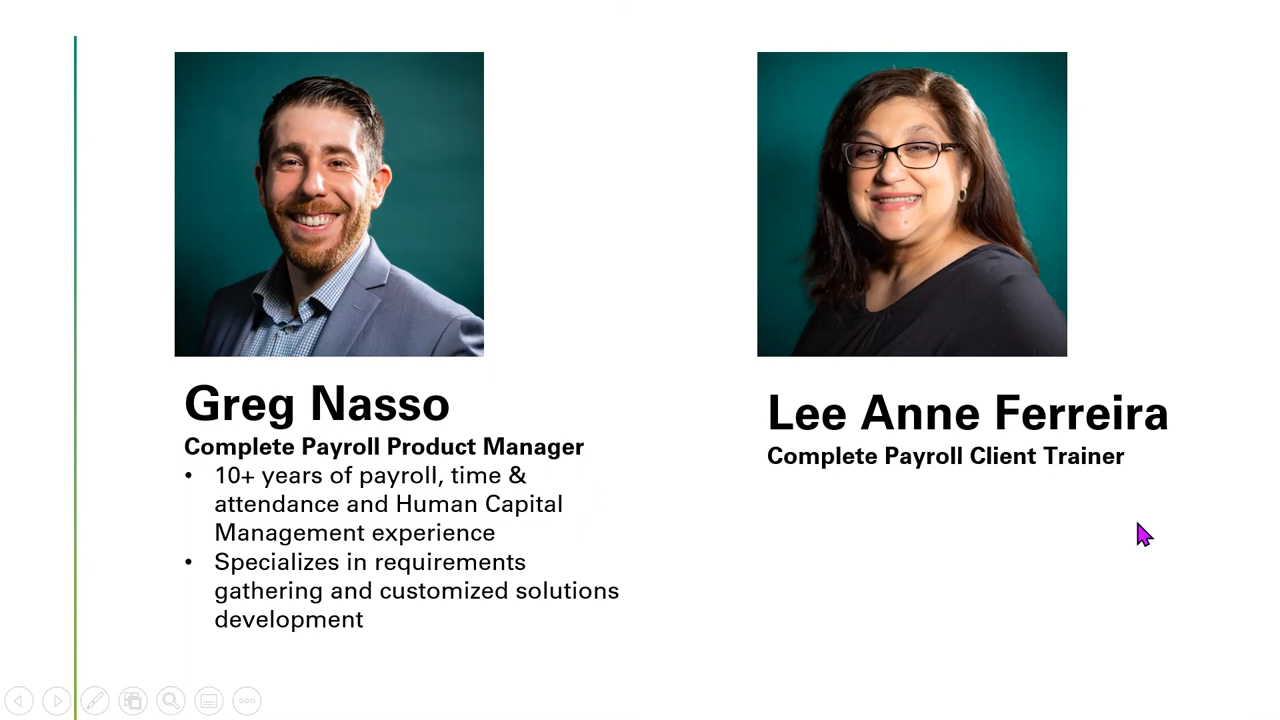 Greg Nasso
Complete Payroll Product Manager
• 10+ years of payroll, time &
attendance and Human Capital
Management experience
• Specializes in requirements
gathering and customized solutions
development
Lee Anne Ferreira
Complete Payroll Client Trainer